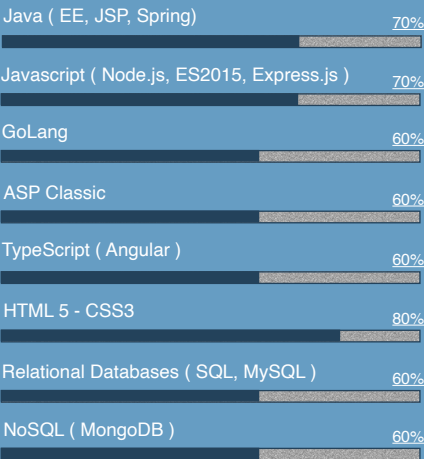 Java ( EE, JSP, Spring)
70%
Javascript ( Node.js, ES2015, Express.js )
70%
GoLang
60%
ASP Classic
60%
TypeScript ( Angular )
60%
HTML 5 - CSS3
80%
Relational Databases ( SQL, MySQL )
60%
NoSQL ( MongoDB )
60%